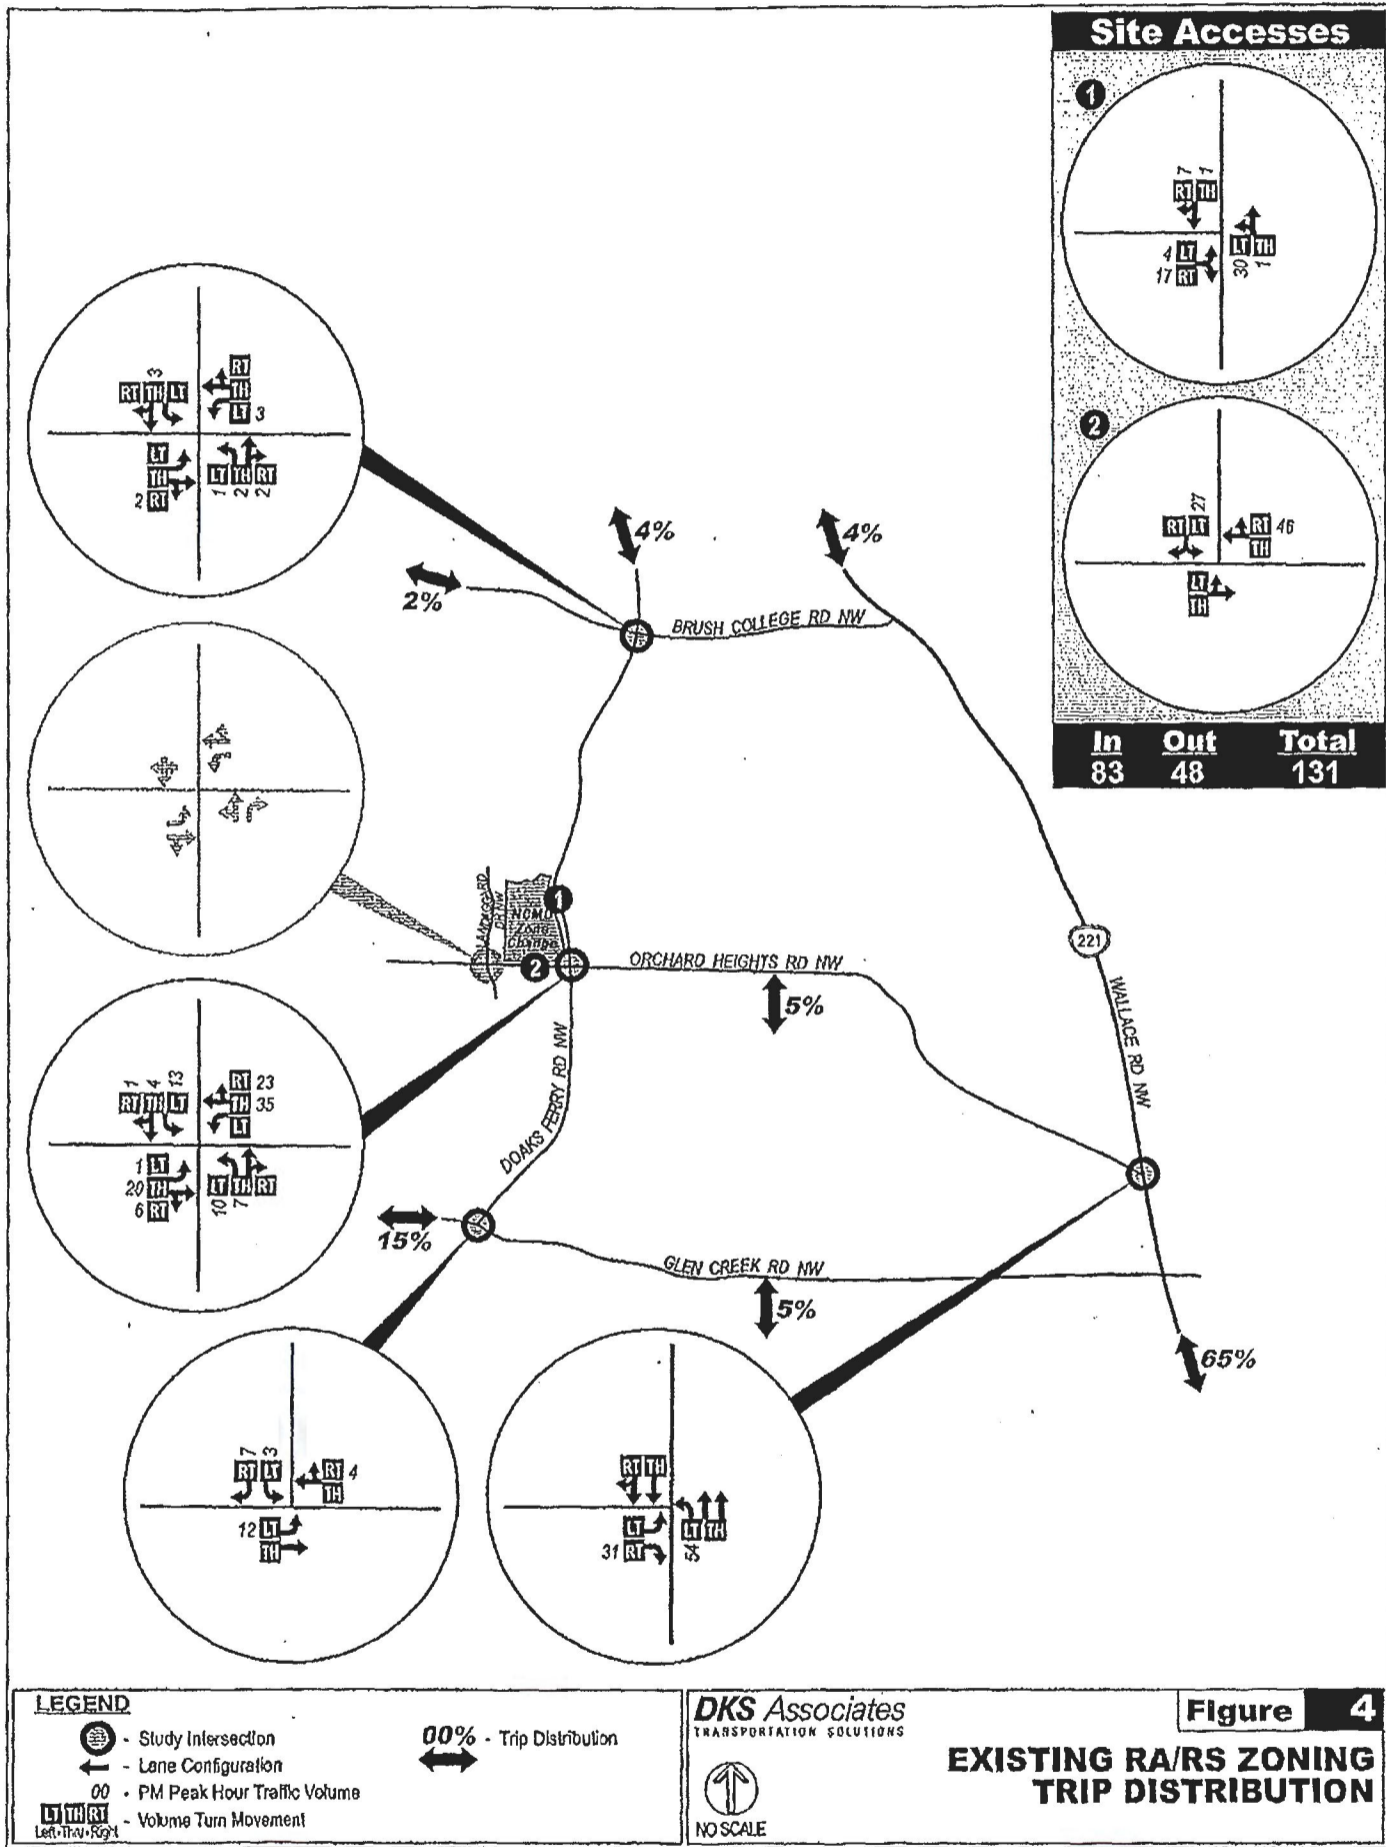 Site Accesses
1
7 1
RT TH
4 LT
17 RT
LT TH
30 1
2
27
RT LT
RT 46
TH
LT
TH
In Out Total
83 48 131
3
RT TH LT
RT
TH
LT 3
LT
TH
2 RT
LT TH RT
1 2 2
4%
4%
2%
BRUSH COLLEGE RD NW
LANDAGGARD
DR NW
NCMU
Zone
Change
1
2
ORCHARD HEIGHTS RD NW
5%
221
WALLACE RD NW
DOAKS FERRY RD NW
1 4 13
RT TH LT
RT 23
TH 35
LT
1 LT
20 TH
6 RT
LT TH RT
10 7
15%
GLEN CREEK RD NW
5%
65%
7 3
RT LT
RT 4
TH
12 LT
TH
RT TH
LT
31 RT
LT TH
54
LEGEND
- Study Intersection
- Lane Configuration
00 - PM Peak Hour Traffic Volume
LT TH RT - Volume Turn Movement
Left•Thru•Right
00% - Trip Distribution
DKS Associates
TRANSPORTATION SOLUTIONS
NO SCALE
Figure 4
EXISTING RA/RS ZONING
TRIP DISTRIBUTION